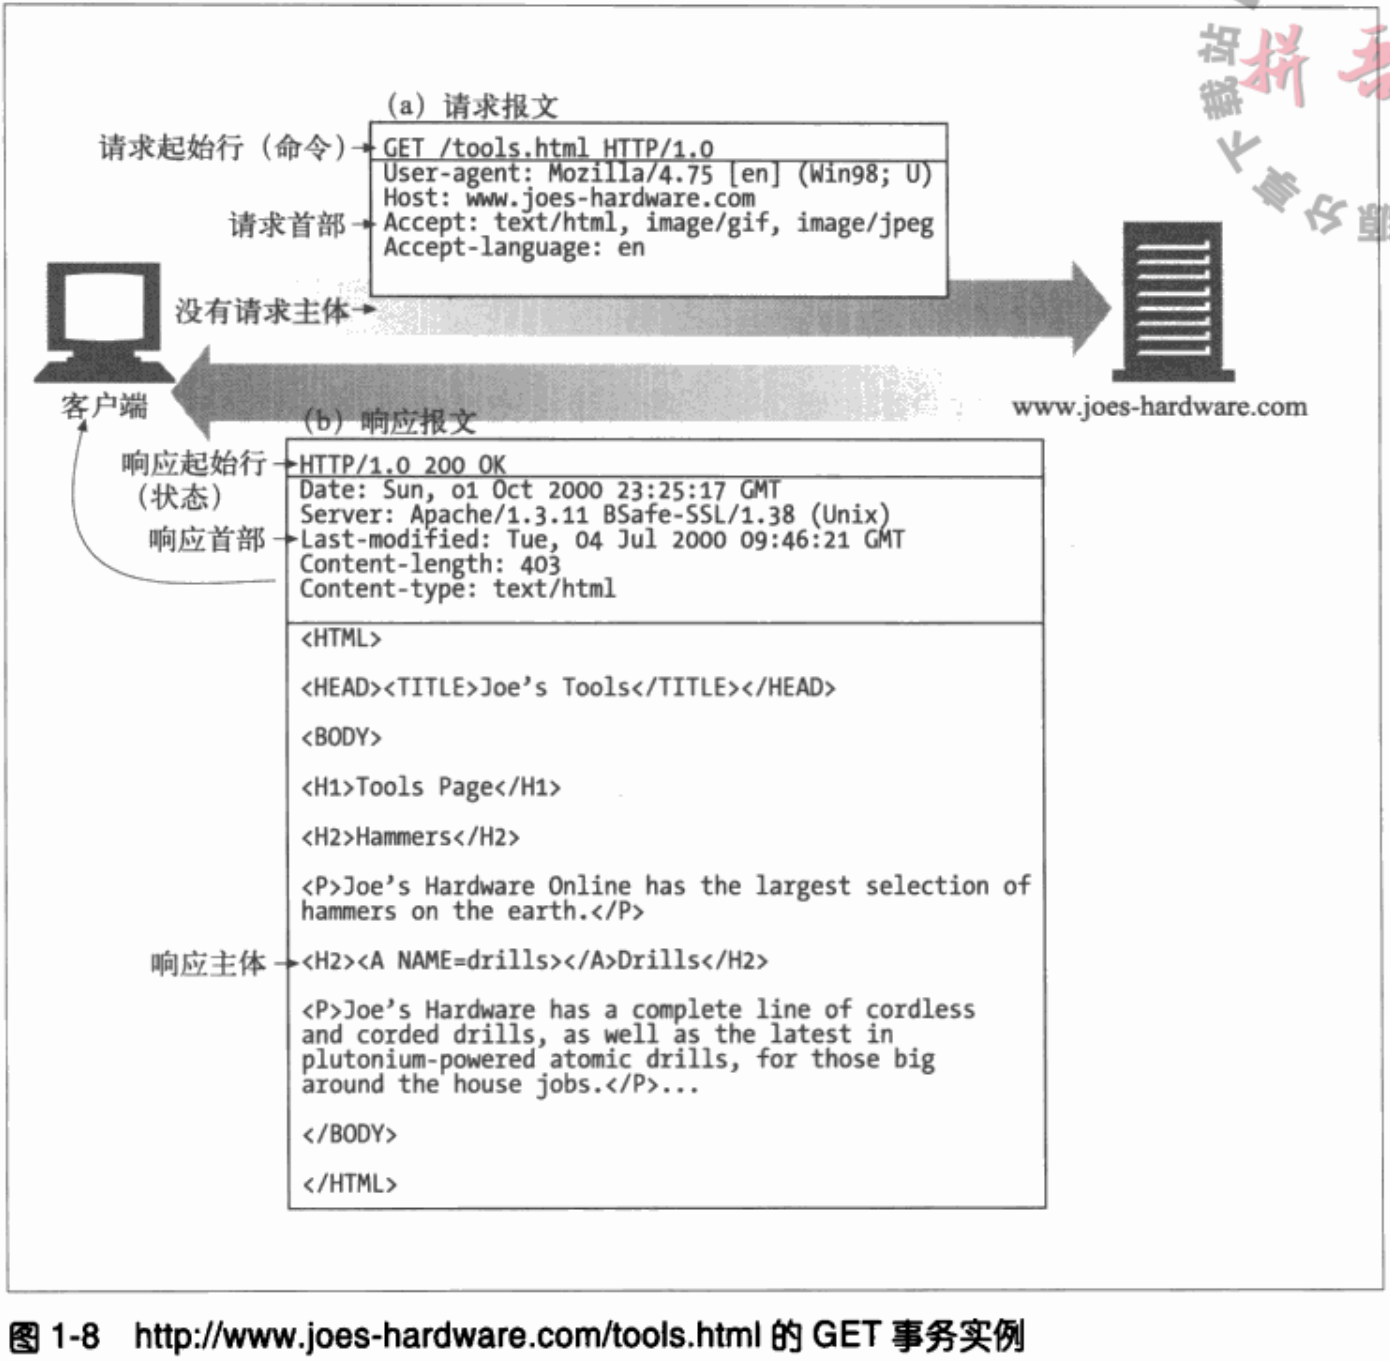 (a) 请求报文
请求起始行（命令）
GET /tools.html HTTP/1.0
User-agent: Mozilla/4.75 [en] (Win98; U)
Host: www.joes-hardware.com
请求首部
Accept: text/html, image/gif, image/jpeg
Accept-language: en
没有请求主体
客户端
www.joes-hardware.com
(b) 响应报文
响应起始行
（状态）
HTTP/1.0 200 OK
Date: Sun, 01 Oct 2000 23:25:17 GMT
Server: Apache/1.3.11 BSafe-SSL/1.38 (Unix)
响应首部
Last-modified: Tue, 04 Jul 2000 09:46:21 GMT
Content-length: 403
Content-type: text/html
<HTML>
<HEAD><TITLE>Joe's Tools</TITLE></HEAD>
<BODY>
<H1>Tools Page</H1>
<H2>Hammers</H2>
<P>Joe's Hardware Online has the largest selection of
hammers on the earth.</P>
响应主体
<H2><A NAME=drills></A>Drills</H2>
<P>Joe's Hardware has a complete line of cordless
and corded drills, as well as the latest in
plutonium-powered atomic drills, for those big
around the house jobs.</P>...
</BODY>
</HTML>
图 1-8 http://www.joes-hardware.com/tools.html 的 GET 事务实例